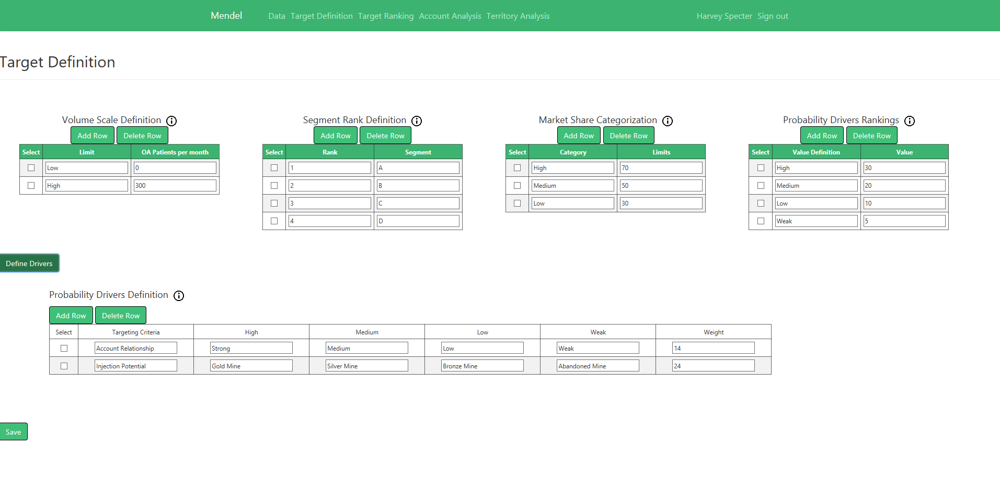 Mendel Data Target Definition Target Ranking Account Analysis Territory Analysis Harvey Specter Sign out
Target Definition
Volume Scale Definition
Add Row Delete Row
Select Limit OA Patients per month
Low 0
High 300
Segment Rank Definition
Add Row Delete Row
Select Rank Segment
1 A
2 B
3 C
4 D
Market Share Categorization
Add Row Delete Row
Select Category Limits
High 70
Medium 50
Low 30
Probability Drivers Rankings
Add Row Delete Row
Select Value Definition Value
High 30
Medium 20
Low 10
Weak 5
Define Drivers
Probability Drivers Definition
Add Row Delete Row
Select Targeting Criteria High Medium Low Weak Weight
Account Relationship Strong Medium Low Weak 14
Injection Potential Gold Mine Silver Mine Bronze Mine Abandoned Mine 24
Save